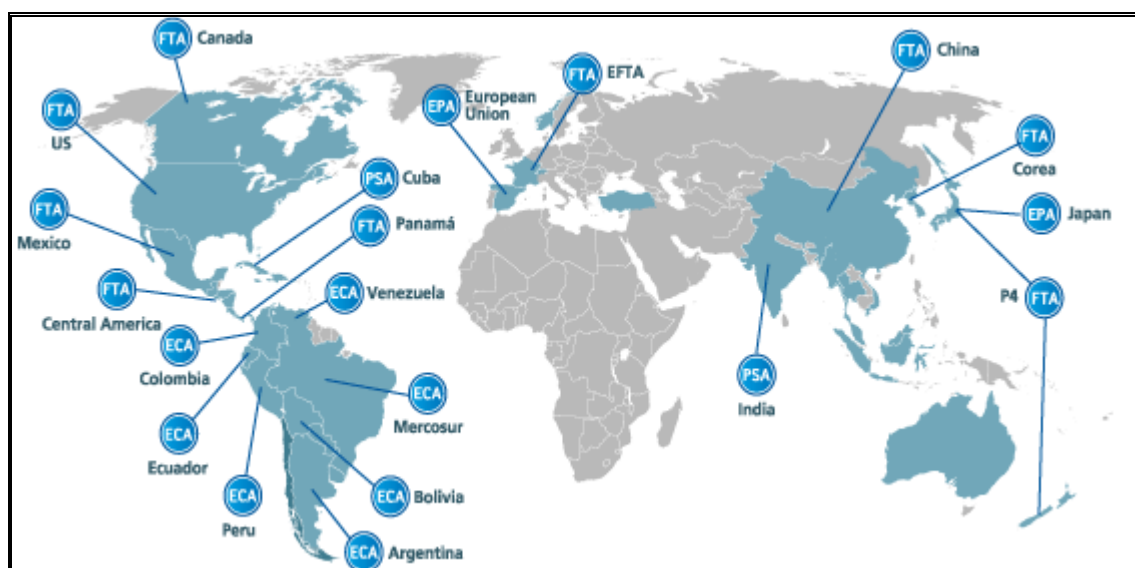 FTA Canada
FTA China
FTA EFTA
EPA European
Union
FTA
US
FTA
Corea
PSA Cuba
FTA
Mexico
FTA Panamá
EPA Japan
FTA
Central America
ECA Venezuela
P4 FTA
ECA
Colombia
PSA
India
ECA
Mercosur
ECA
Ecuador
ECA
Peru
ECA Bolivia
ECA Argentina